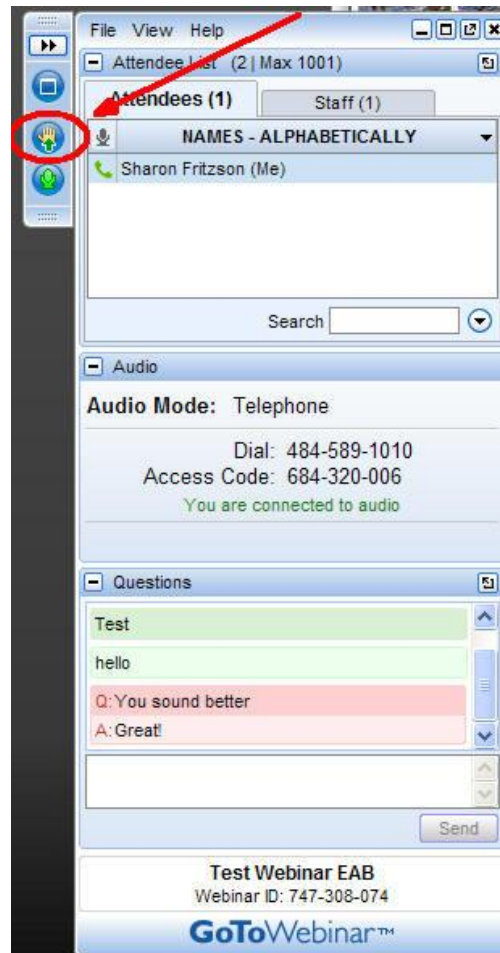 File View Help
Attendee List (2 | Max 1001)
Attendees (1) Staff (1)
NAMES - ALPHABETICALLY
Sharon Fritzson (Me)
Search
Audio
Audio Mode: Telephone
Dial: 484-589-1010
Access Code: 684-320-006
You are connected to audio
Questions
Test
hello
Q: You sound better
A: Great!
Send
Test Webinar EAB
Webinar ID: 747-308-074
GoToWebinar™